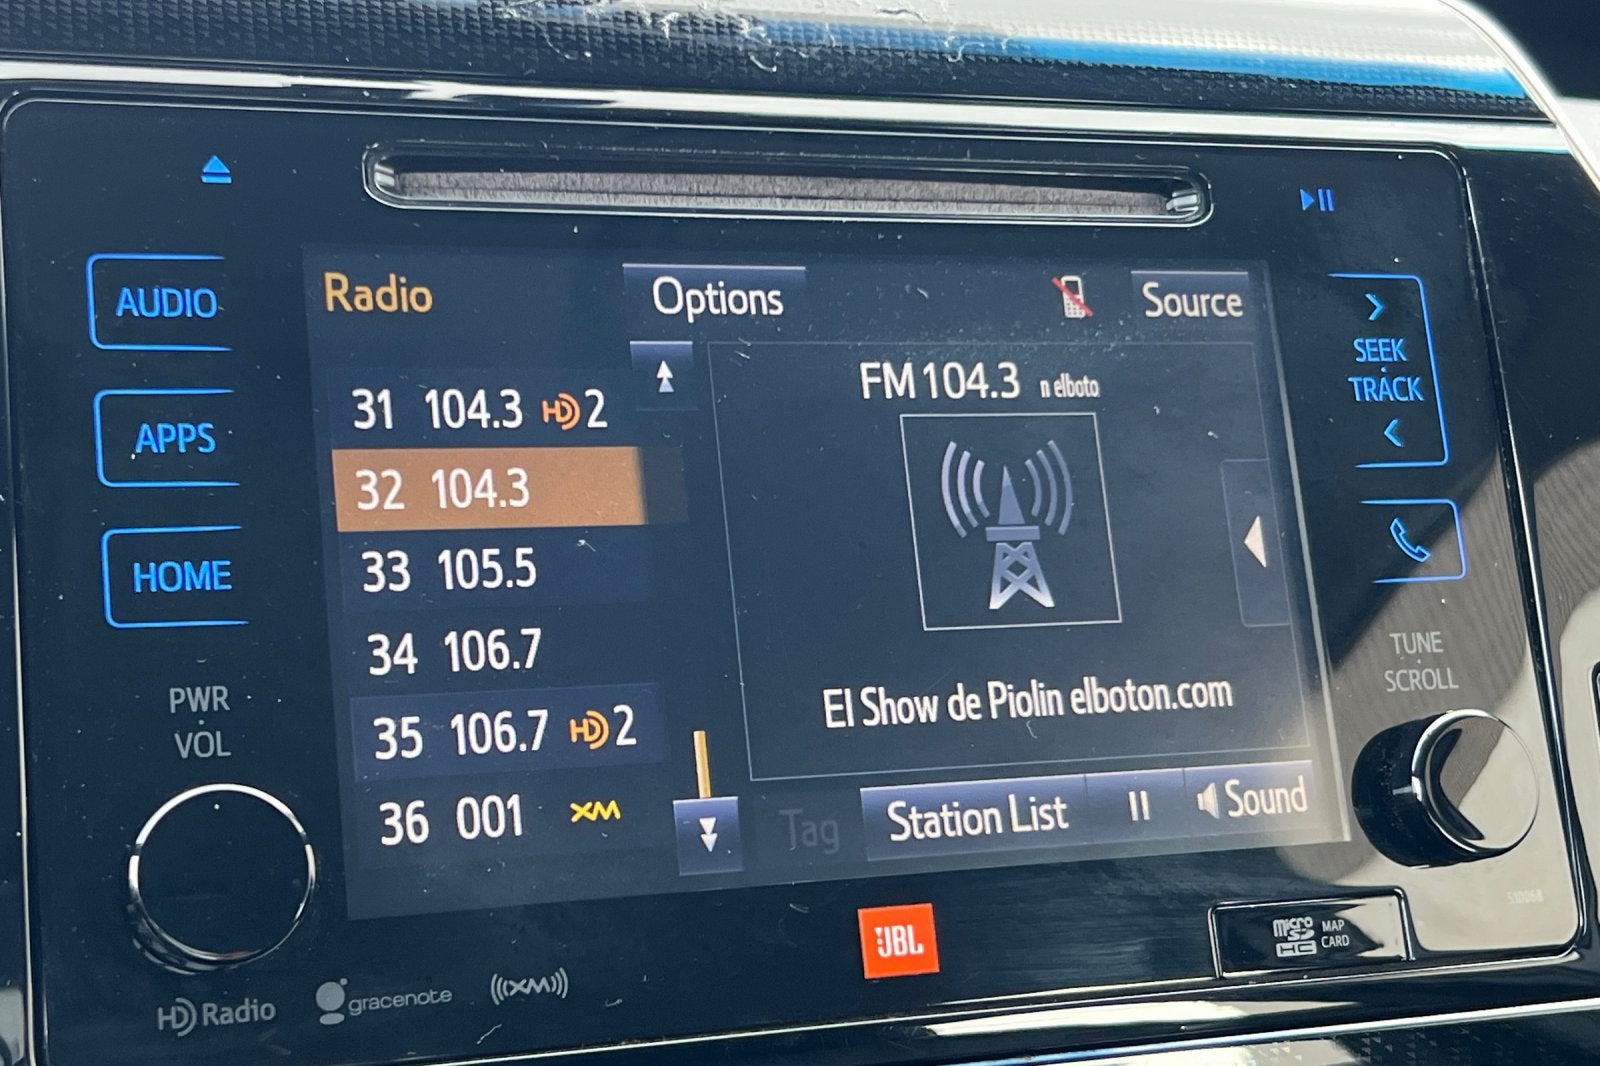 AUDIO
APPS
HOME
PWR
VOL
Radio
Options
Source
31 104.3 HD 2
32 104.3
33 105.5
34 106.7
35 106.7 HD 2
36 001 XM
FM 104.3 n elboto
El Show de Piolin elboton.com
Tag
Station List
Sound
SEEK
TRACK
TUNE
SCROLL
JBL
HD Radio
gracenote
((XM))
micro
SD
HC
MAP
CARD